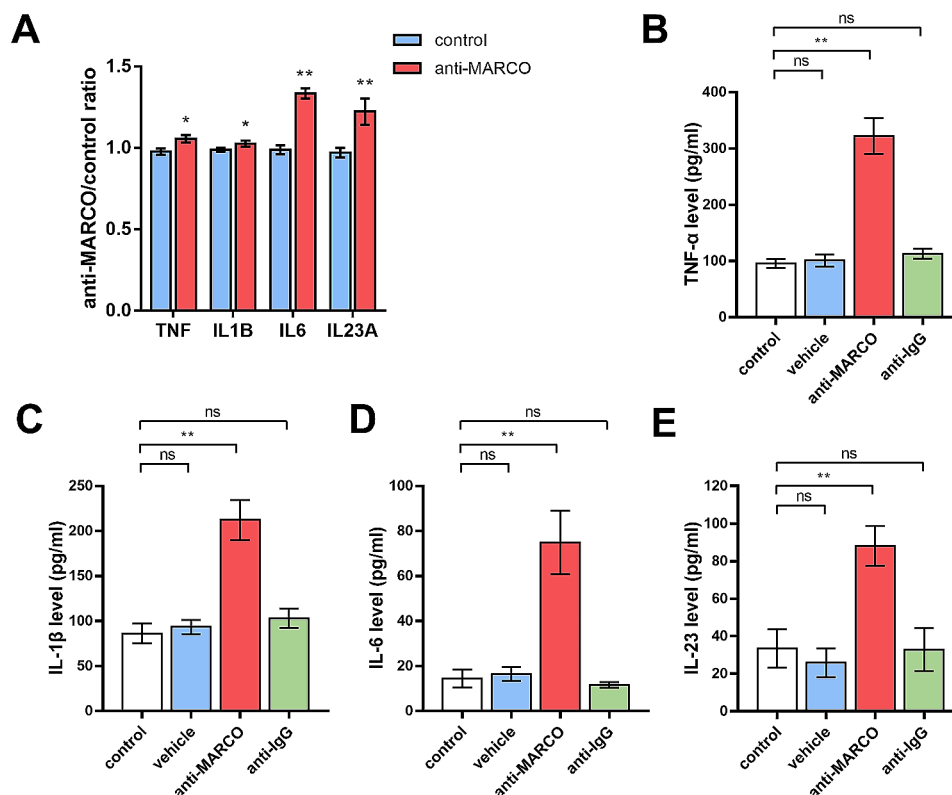 A
control
anti-MARCO
anti-MARCO/control ratio
1.5
1.0
0.5
0.0
* * ** **
TNF IL1B IL6 IL23A
B
ns
**
ns
TNF-α level (pg/ml)
400
300
200
100
0
control vehicle anti-MARCO anti-IgG
C
ns
**
ns
IL-1β level (pg/ml)
250
200
150
100
50
0
control vehicle anti-MARCO anti-IgG
D
ns
**
ns
IL-6 level (pg/ml)
100
80
60
40
20
0
control vehicle anti-MARCO anti-IgG
E
ns
**
ns
IL-23 level (pg/ml)
120
100
80
60
40
20
0
control vehicle anti-MARCO anti-IgG